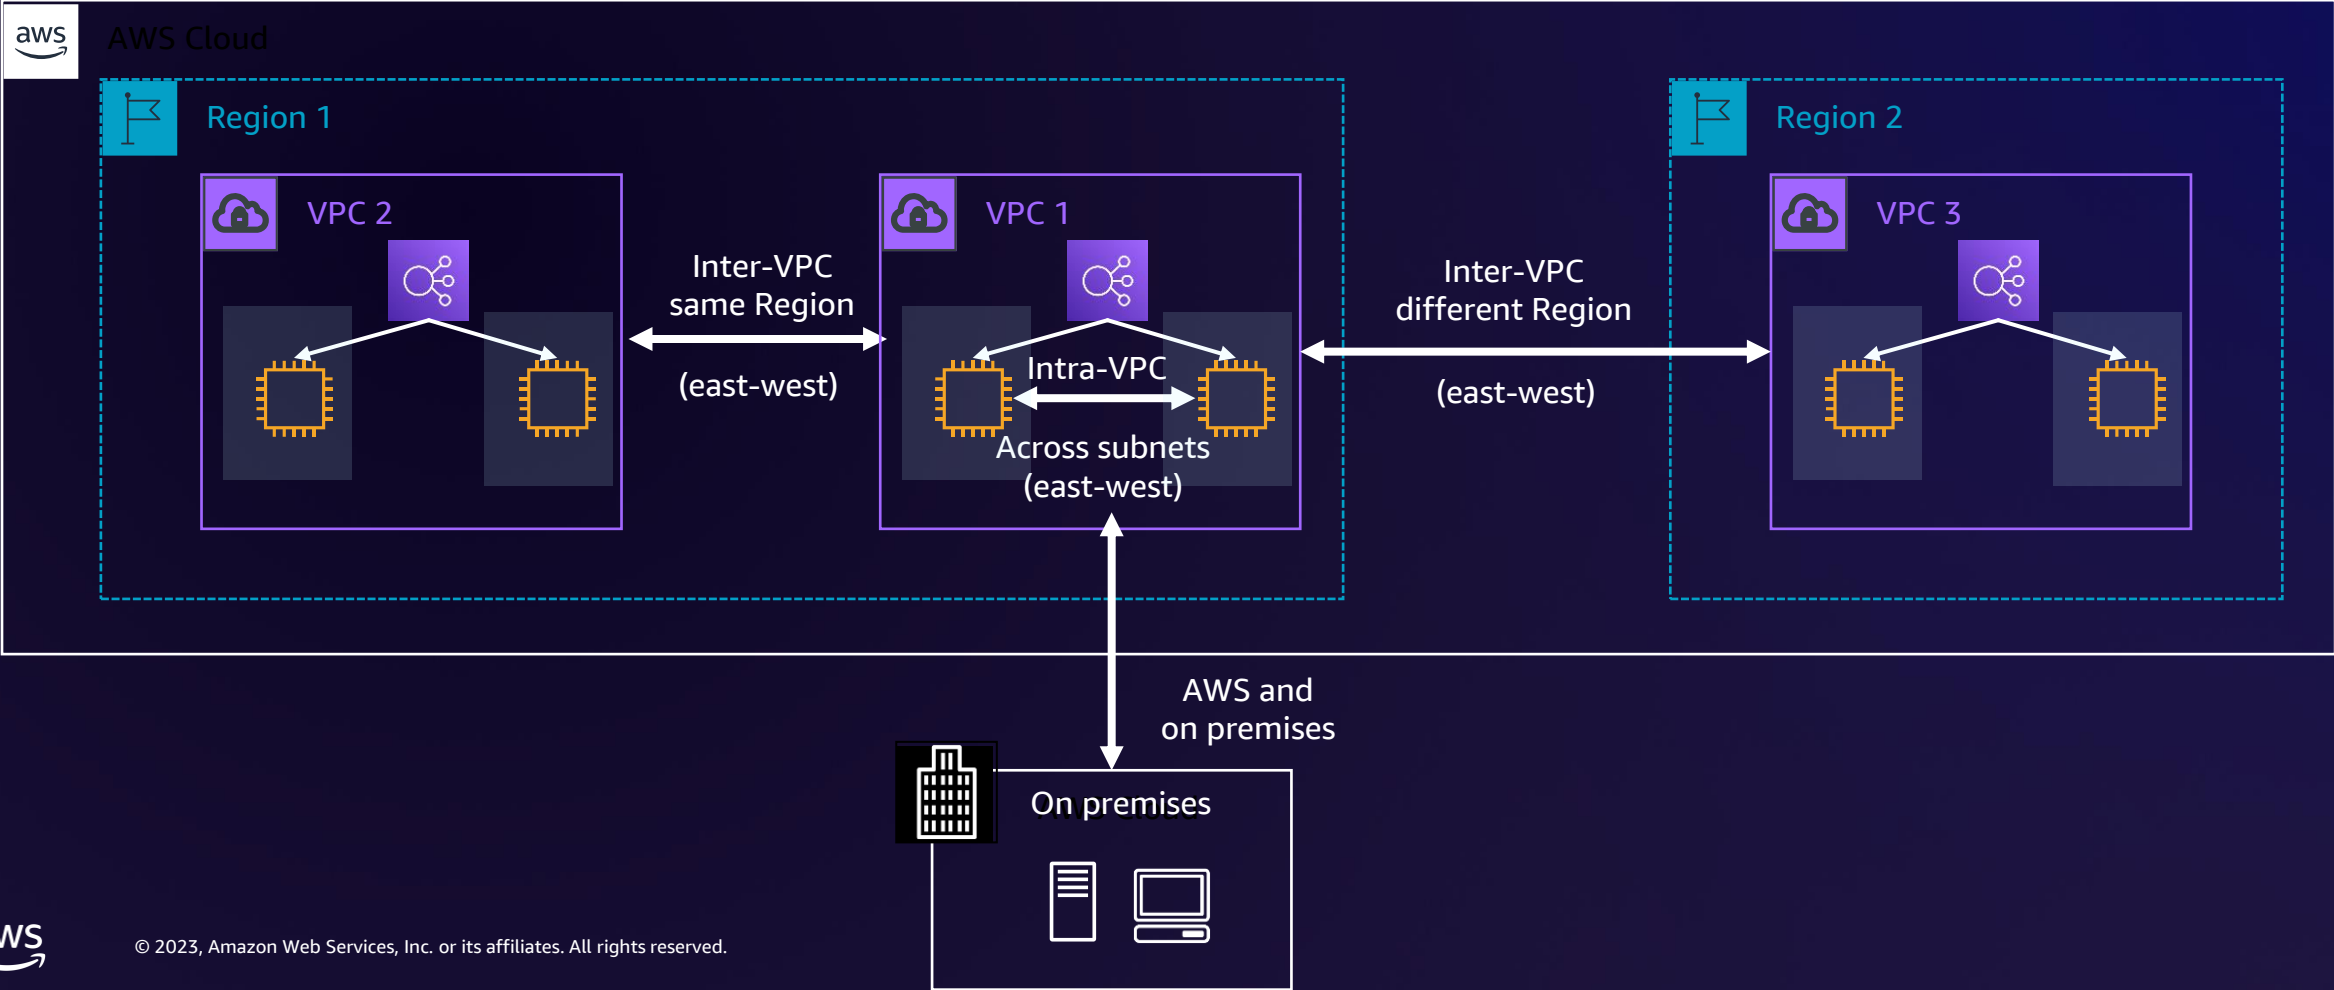 aws
AWS Cloud
Region 1
Region 2
VPC 2
VPC 1
VPC 3
Inter-VPC
same Region
(east-west)
Intra-VPC
Across subnets
(east-west)
Inter-VPC
different Region
(east-west)
AWS and
on premises
On premises
AWS Cloud
© 2023, Amazon Web Services, Inc. or its affiliates. All rights reserved.